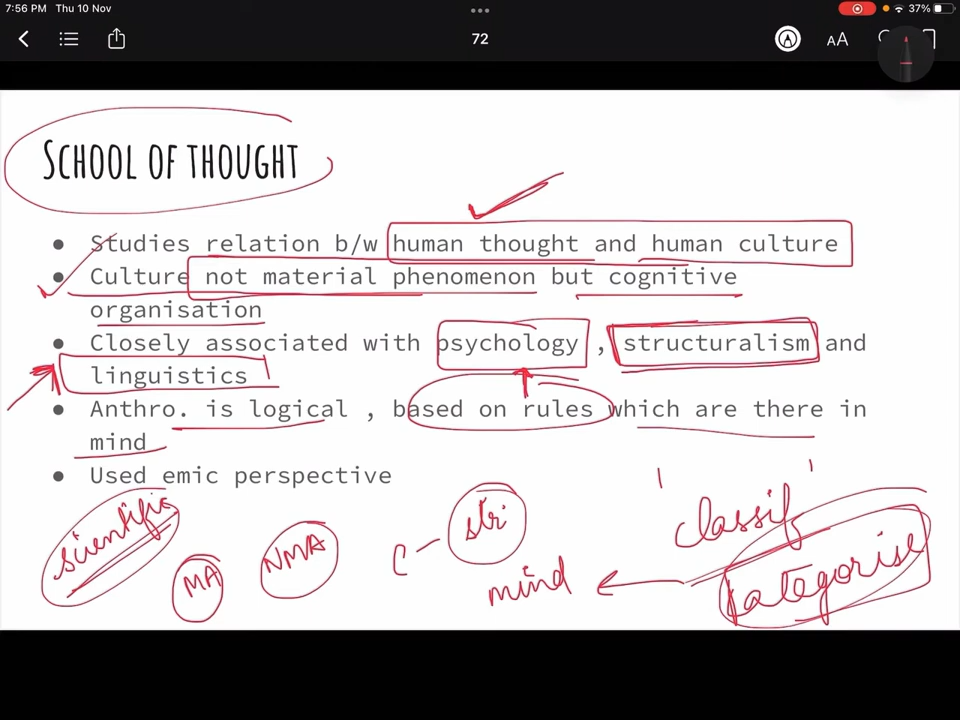 7:56 PM Thu 10 Nov
37%
72
AA
SCHOOL OF THOUGHT
● Studies relation b/w human thought and human culture
● Culture not material phenomenon but cognitive
organisation
● Closely associated with psychology , structuralism and
linguistics
● Anthro. is logical , based on rules which are there in
mind
● Used emic perspective
scientific
MA
NMA
C - str
mind
' classif '
categorise